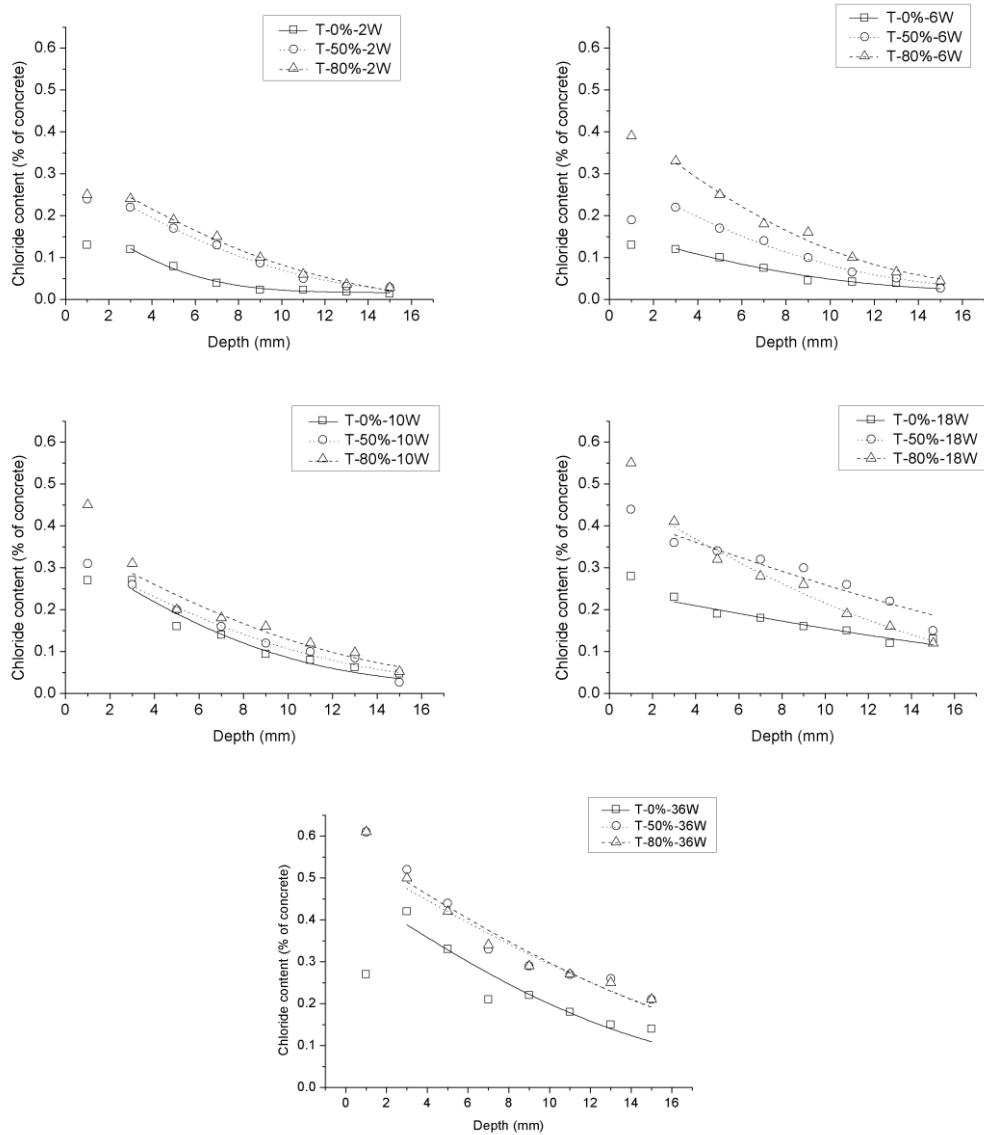 T-0%-2W
T-50%-2W
T-80%-2W
Chloride content (% of concrete)
0.6
0.5
0.4
0.3
0.2
0.1
0.0
0 2 4 6 8 10 12 14 16
Depth (mm)
T-0%-6W
T-50%-6W
T-80%-6W
Chloride content (% of concrete)
0.6
0.5
0.4
0.3
0.2
0.1
0.0
0 2 4 6 8 10 12 14 16
Depth (mm)
T-0%-10W
T-50%-10W
T-80%-10W
Chloride content (% of concrete)
0.6
0.5
0.4
0.3
0.2
0.1
0.0
0 2 4 6 8 10 12 14 16
Depth (mm)
T-0%-18W
T-50%-18W
T-80%-18W
Chloride content (% of concrete)
0.6
0.5
0.4
0.3
0.2
0.1
0.0
0 2 4 6 8 10 12 14 16
Depth (mm)
T-0%-36W
T-50%-36W
T-80%-36W
Chloride content (% of concrete)
0.6
0.5
0.4
0.3
0.2
0.1
0.0
0 2 4 6 8 10 12 14 16
Depth (mm)